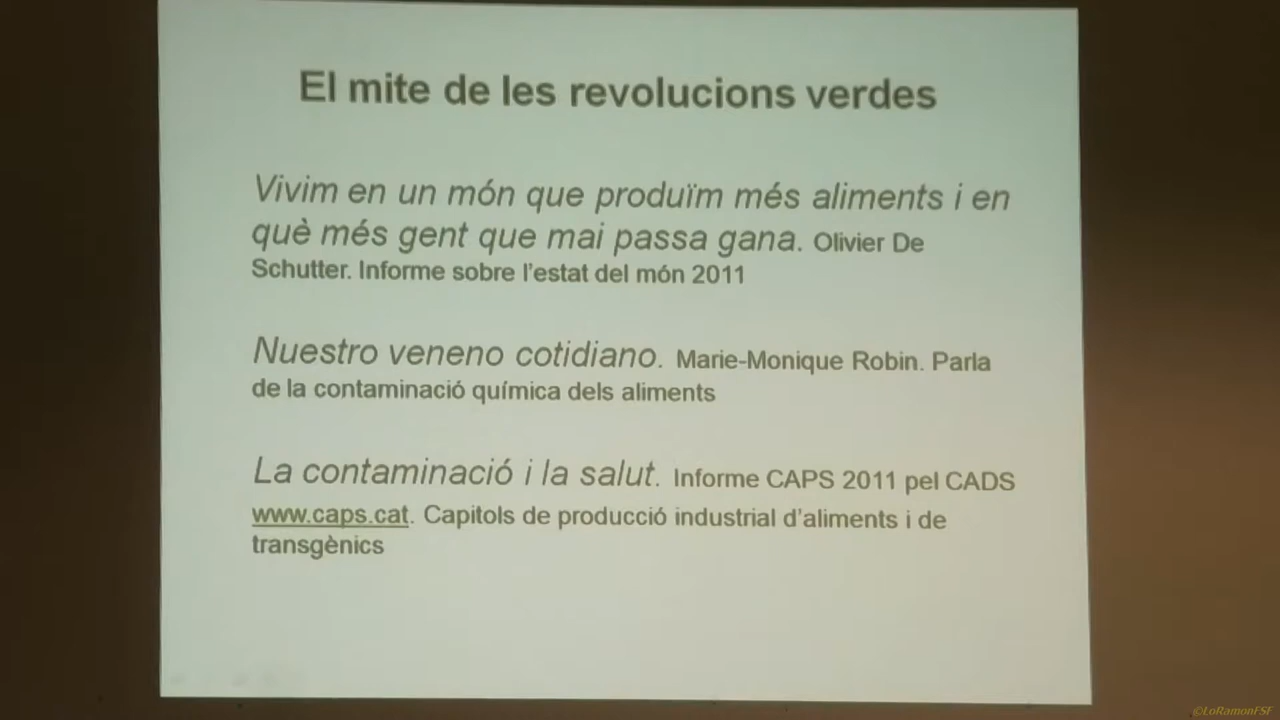 El mite de les revolucions verdes
Vivim en un món que produïm més aliments i en
què més gent que mai passa gana. Olivier De
Schutter. Informe sobre l'estat del món 2011
Nuestro veneno cotidiano. Marie-Monique Robin. Parla
de la contaminació química dels aliments
La contaminació i la salut. Informe CAPS 2011 pel CADS
www.caps.cat. Capitols de producció industrial d'aliments i de
transgènics
©LoRamonFSF